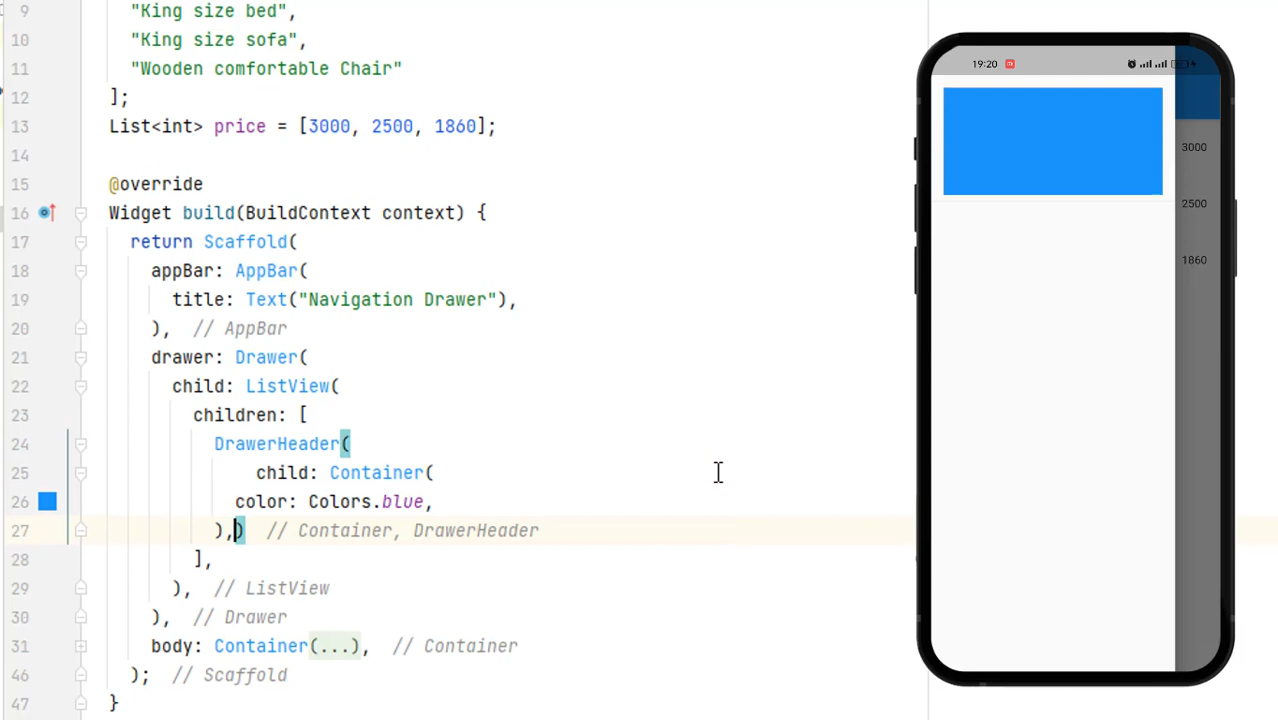 9 "King size bed",
10 "King size sofa",
11 "Wooden comfortable Chair"
12 ];
13 List<int> price = [3000, 2500, 1860];
14
15 @override
16 Widget build(BuildContext context) {
17 return Scaffold(
18 appBar: AppBar(
19 title: Text("Navigation Drawer"),
20 ), // AppBar
21 drawer: Drawer(
22 child: ListView(
23 children: [
24 DrawerHeader(
25 child: Container(
26 color: Colors.blue,
27 ),) // Container, DrawerHeader
28 ],
29 ), // ListView
30 ), // Drawer
31 body: Container(...), // Container
46 ); // Scaffold
47 }
19:20
3000
2500
1860